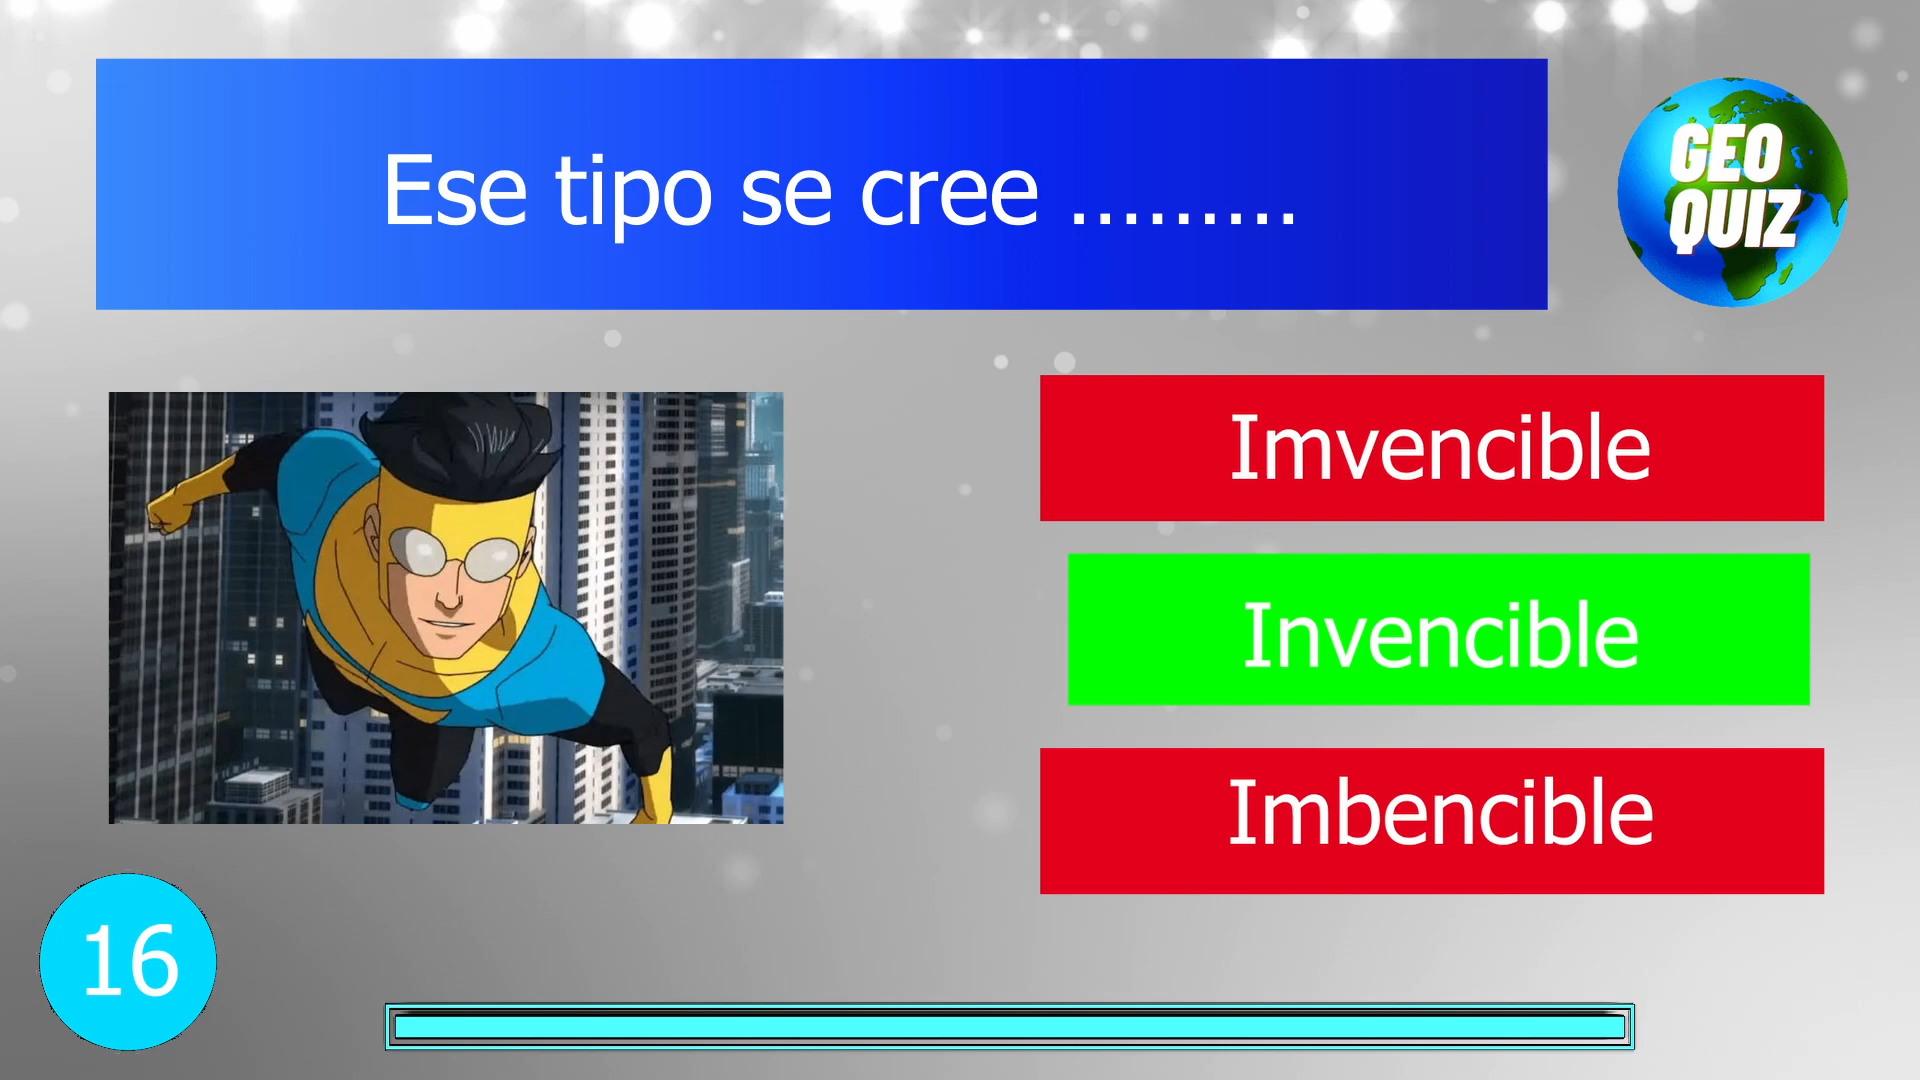 Ese tipo se cree .........
GEO
QUIZ
Imvencible
Invencible
Imbencible
16